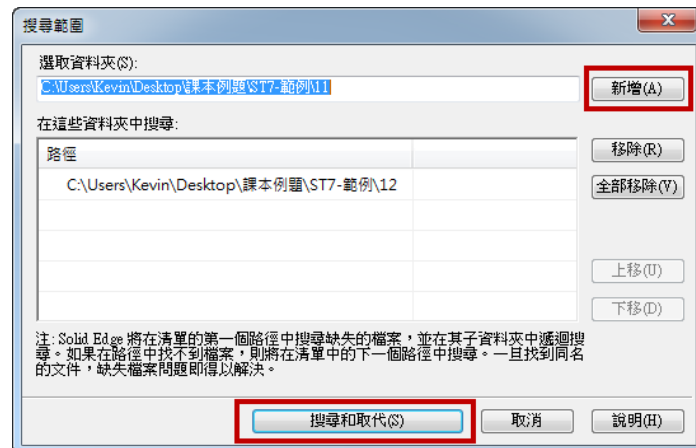 搜尋範圍
選取資料夾(S):
C:\Users\Kevin\Desktop\課本例題\ST7-範例\11
新增(A)
在這些資料夾中搜尋:
路徑
移除(R)
C:\Users\Kevin\Desktop\課本例題\ST7-範例\12
全部移除(V)
上移(U)
下移(D)
注: Solid Edge 將在清單的第一個路徑中搜尋缺失的檔案，並在其子資料夾中遞迴搜
尋。如果在路徑中找不到檔案，則將在清單中的下一個路徑中搜尋。一旦找到同名
的文件，缺失檔案問題即得以解決。
搜尋和取代(S)
取消
說明(H)